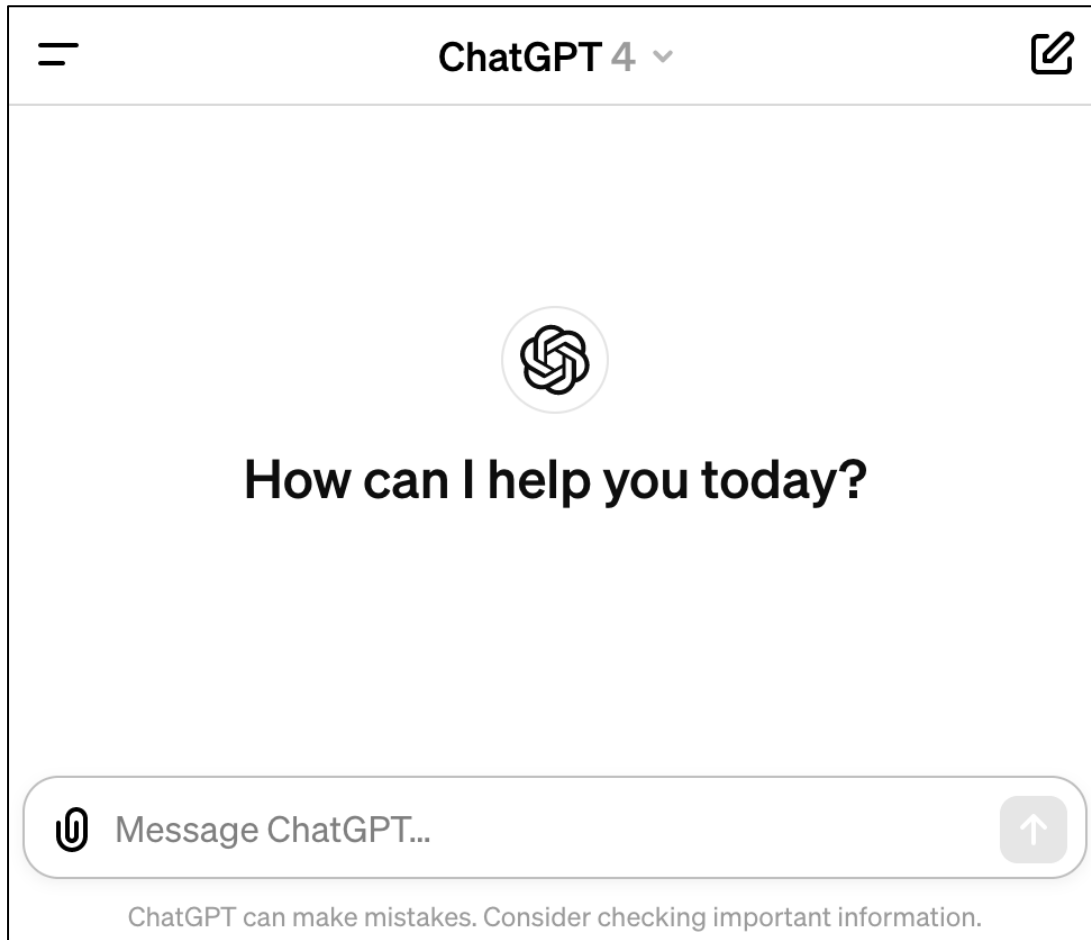 ChatGPT 4
How can I help you today?
Message ChatGPT...
ChatGPT can make mistakes. Consider checking important information.